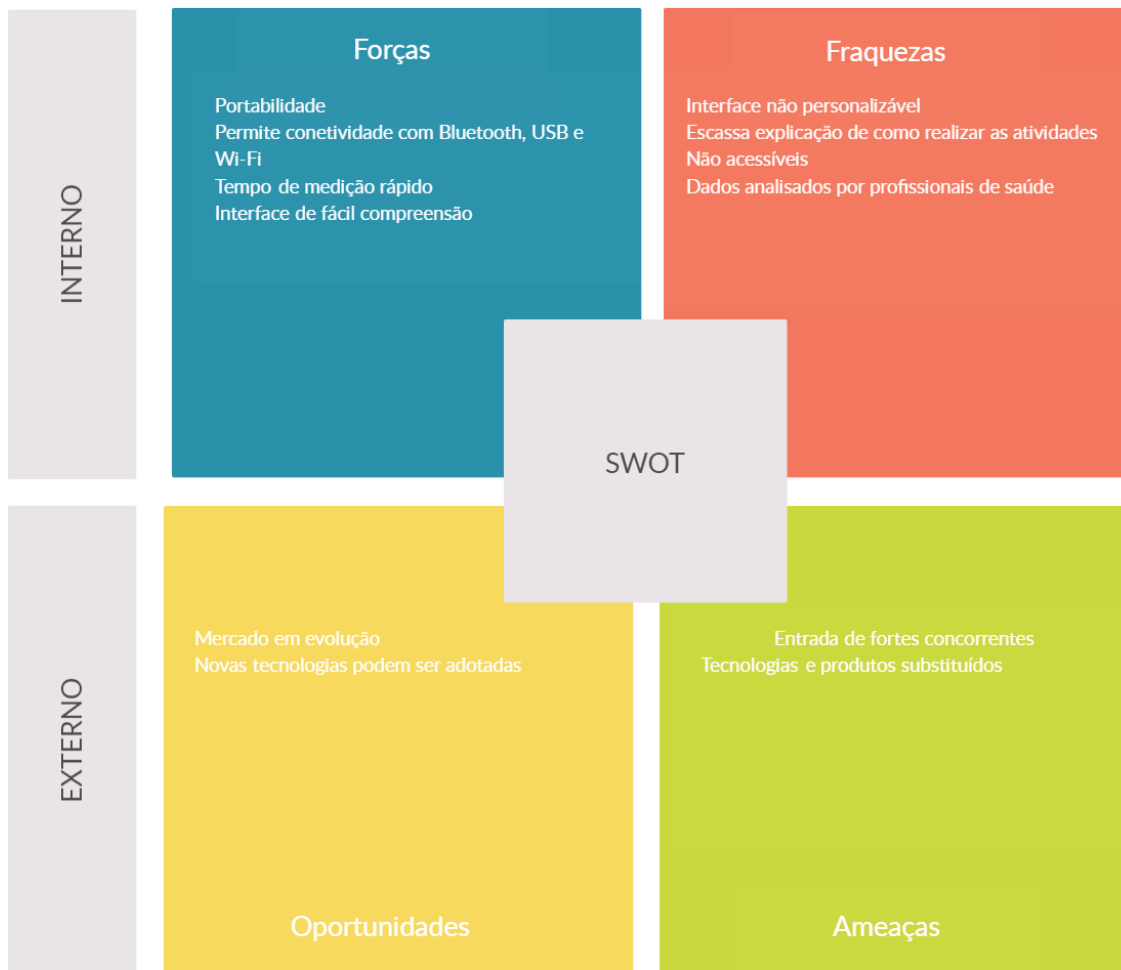 INTERNO
Forças
Portabilidade
Permite conetividade com Bluetooth, USB e
Wi-Fi
Tempo de medição rápido
Interface de fácil compreensão
Fraquezas
Interface não personalizável
Escassa explicação de como realizar as atividades
Não acessíveis
Dados analisados por profissionais de saúde
SWOT
EXTERNO
Mercado em evolução
Novas tecnologias podem ser adotadas
Oportunidades
Entrada de fortes concorrentes
Tecnologias e produtos substituídos
Ameaças